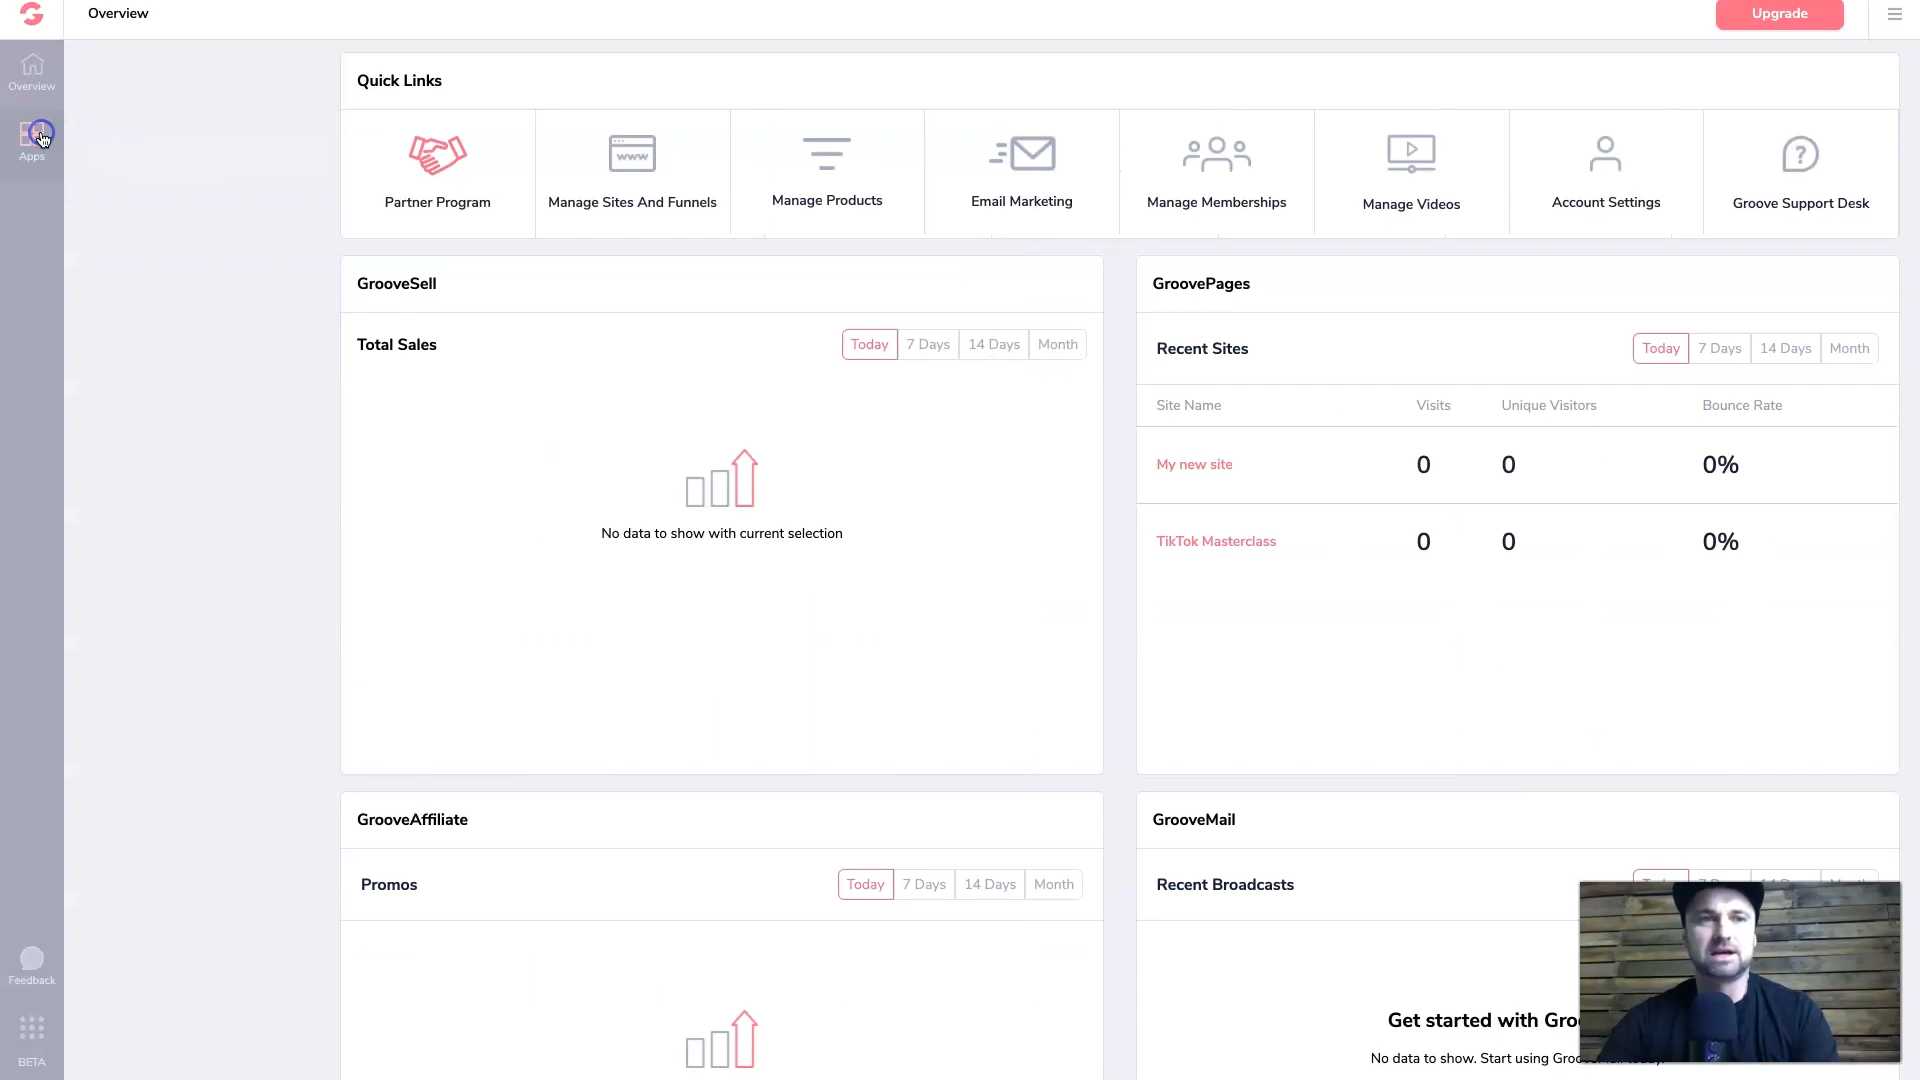 Overview
Upgrade
Overview
Apps
Feedback
BETA
Quick Links
Partner Program
www
Manage Sites And Funnels
Manage Products
Email Marketing
Manage Memberships
Manage Videos
Account Settings
?
Groove Support Desk
GrooveSell
Total Sales
Today 7 Days 14 Days Month
No data to show with current selection
GroovePages
Recent Sites
Today 7 Days 14 Days Month
Site Name Visits Unique Visitors Bounce Rate
My new site 0 0 0%
TikTok Masterclass 0 0 0%
GrooveAffiliate
Promos
Today 7 Days 14 Days Month
GrooveMail
Recent Broadcasts
Get started with
No data to show. Start using